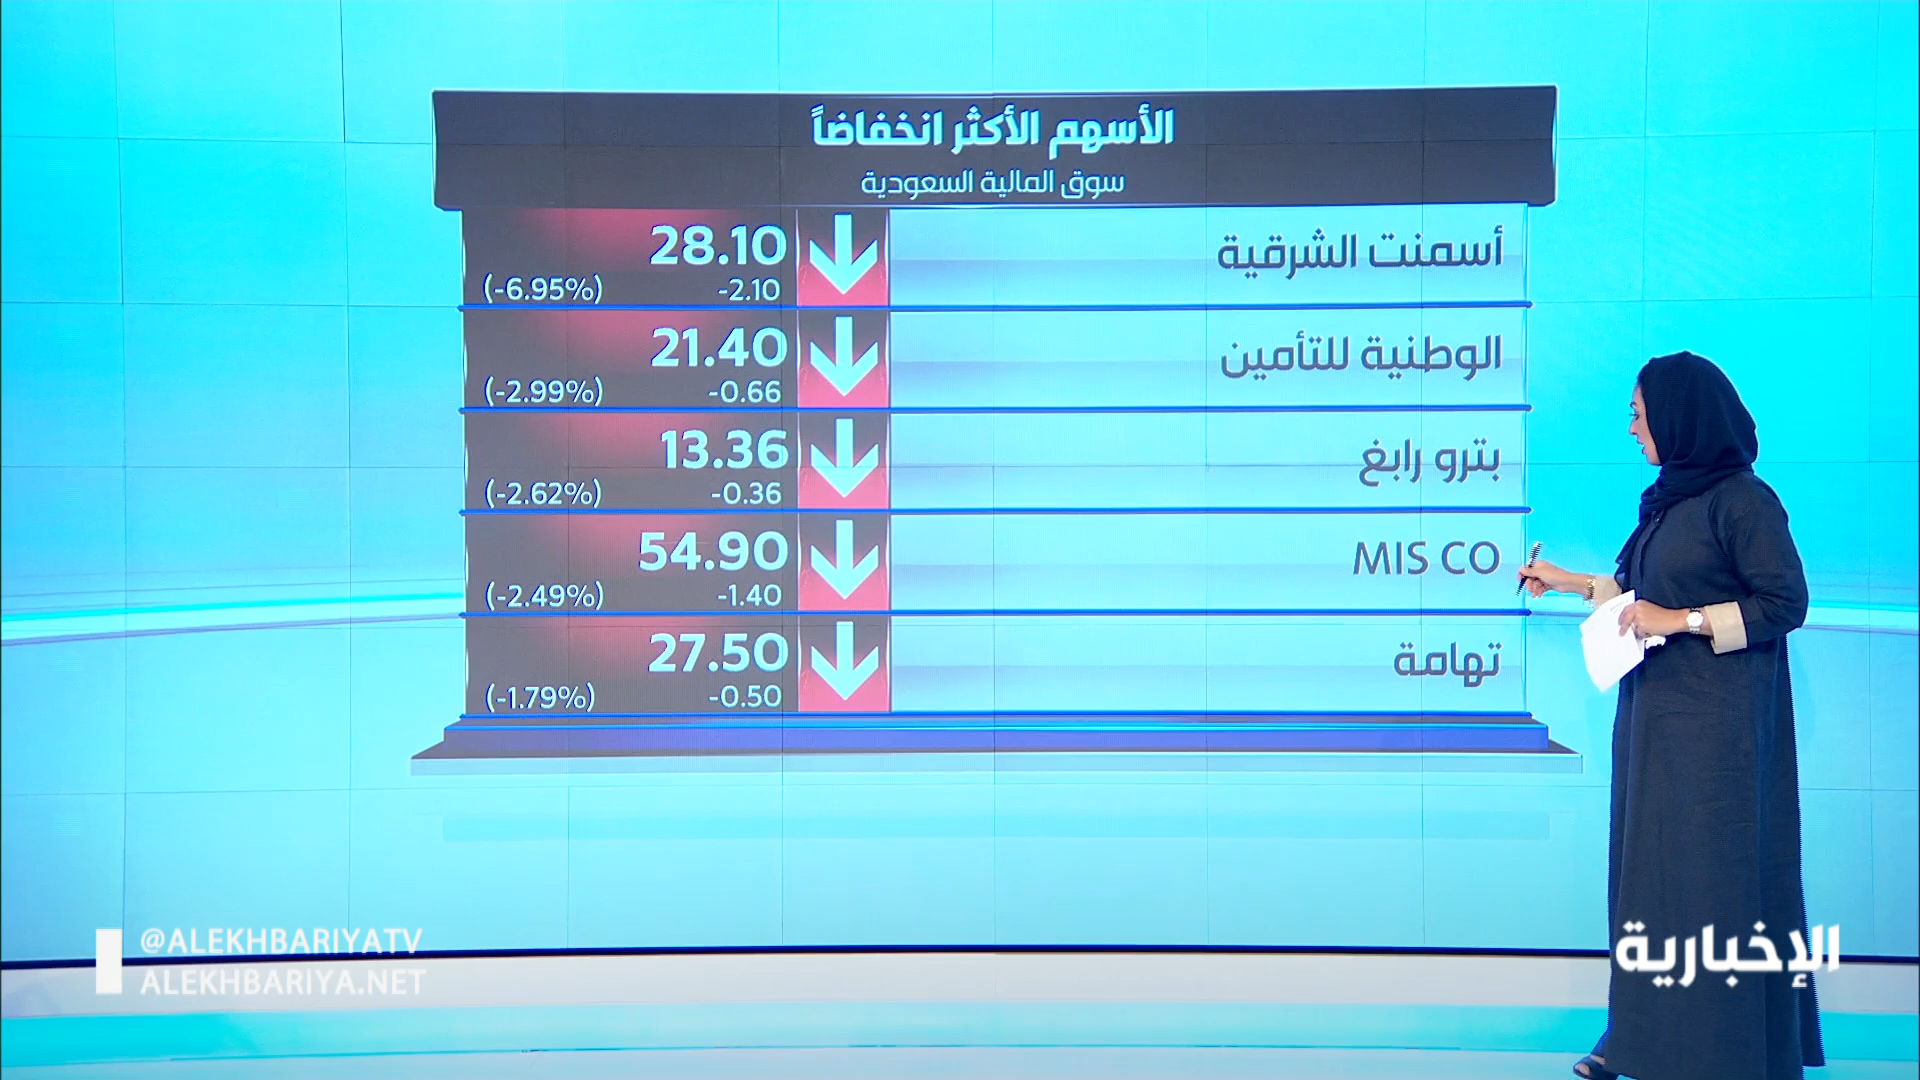 الأسهم الأكثر انخفاضاً
سوق المالية السعودية
أسمنت الشرقية
28.10
-2.10
(-6.95%)
الوطنية للتأمين
21.40
-0.66
(-2.99%)
بترو رابغ
13.36
-0.36
(-2.62%)
MIS CO
54.90
-1.40
(-2.49%)
تهامة
27.50
-0.50
(-1.79%)
@ALEKHBARIYATV
ALEKHBARIYA.NET
الإخبارية